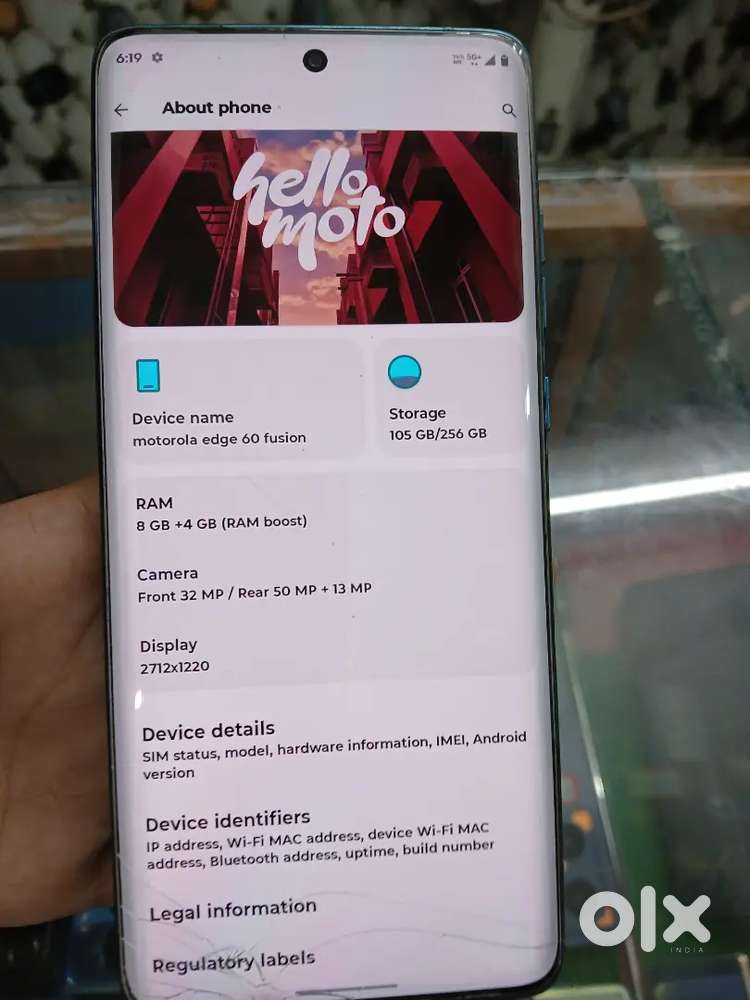 6:19
5G+
About phone
hello
moto
Device name
motorola edge 60 fusion
Storage
105 GB/256 GB
RAM
8 GB +4 GB (RAM boost)
Camera
Front 32 MP / Rear 50 MP + 13 MP
Display
2712x1220
Device details
SIM status, model, hardware information, IMEI, Android
version
Device identifiers
IP address, Wi-Fi MAC address, device Wi-Fi MAC
address, Bluetooth address, uptime, build number
Legal information
Regulatory labels
olx
INDIA